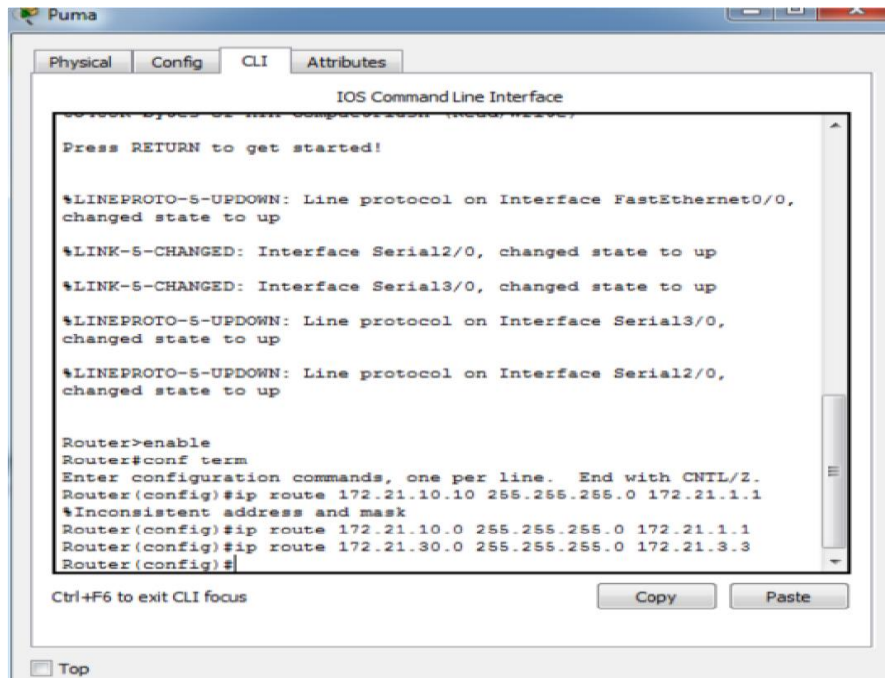 Puma
Physical Config CLI Attributes
IOS Command Line Interface
Press RETURN to get started!
%LINEPROTO-5-UPDOWN: Line protocol on Interface FastEthernet0/0,
changed state to up
%LINK-5-CHANGED: Interface Serial2/0, changed state to up
%LINK-5-CHANGED: Interface Serial3/0, changed state to up
%LINEPROTO-5-UPDOWN: Line protocol on Interface Serial3/0,
changed state to up
%LINEPROTO-5-UPDOWN: Line protocol on Interface Serial2/0,
changed state to up
Router>enable
Router#conf term
Enter configuration commands, one per line.  End with CNTL/Z.
Router(config)#ip route 172.21.10.10 255.255.255.0 172.21.1.1
%Inconsistent address and mask
Router(config)#ip route 172.21.10.0 255.255.255.0 172.21.1.1
Router(config)#ip route 172.21.30.0 255.255.255.0 172.21.3.3
Router(config)#
Ctrl+F6 to exit CLI focus
Copy Paste
Top